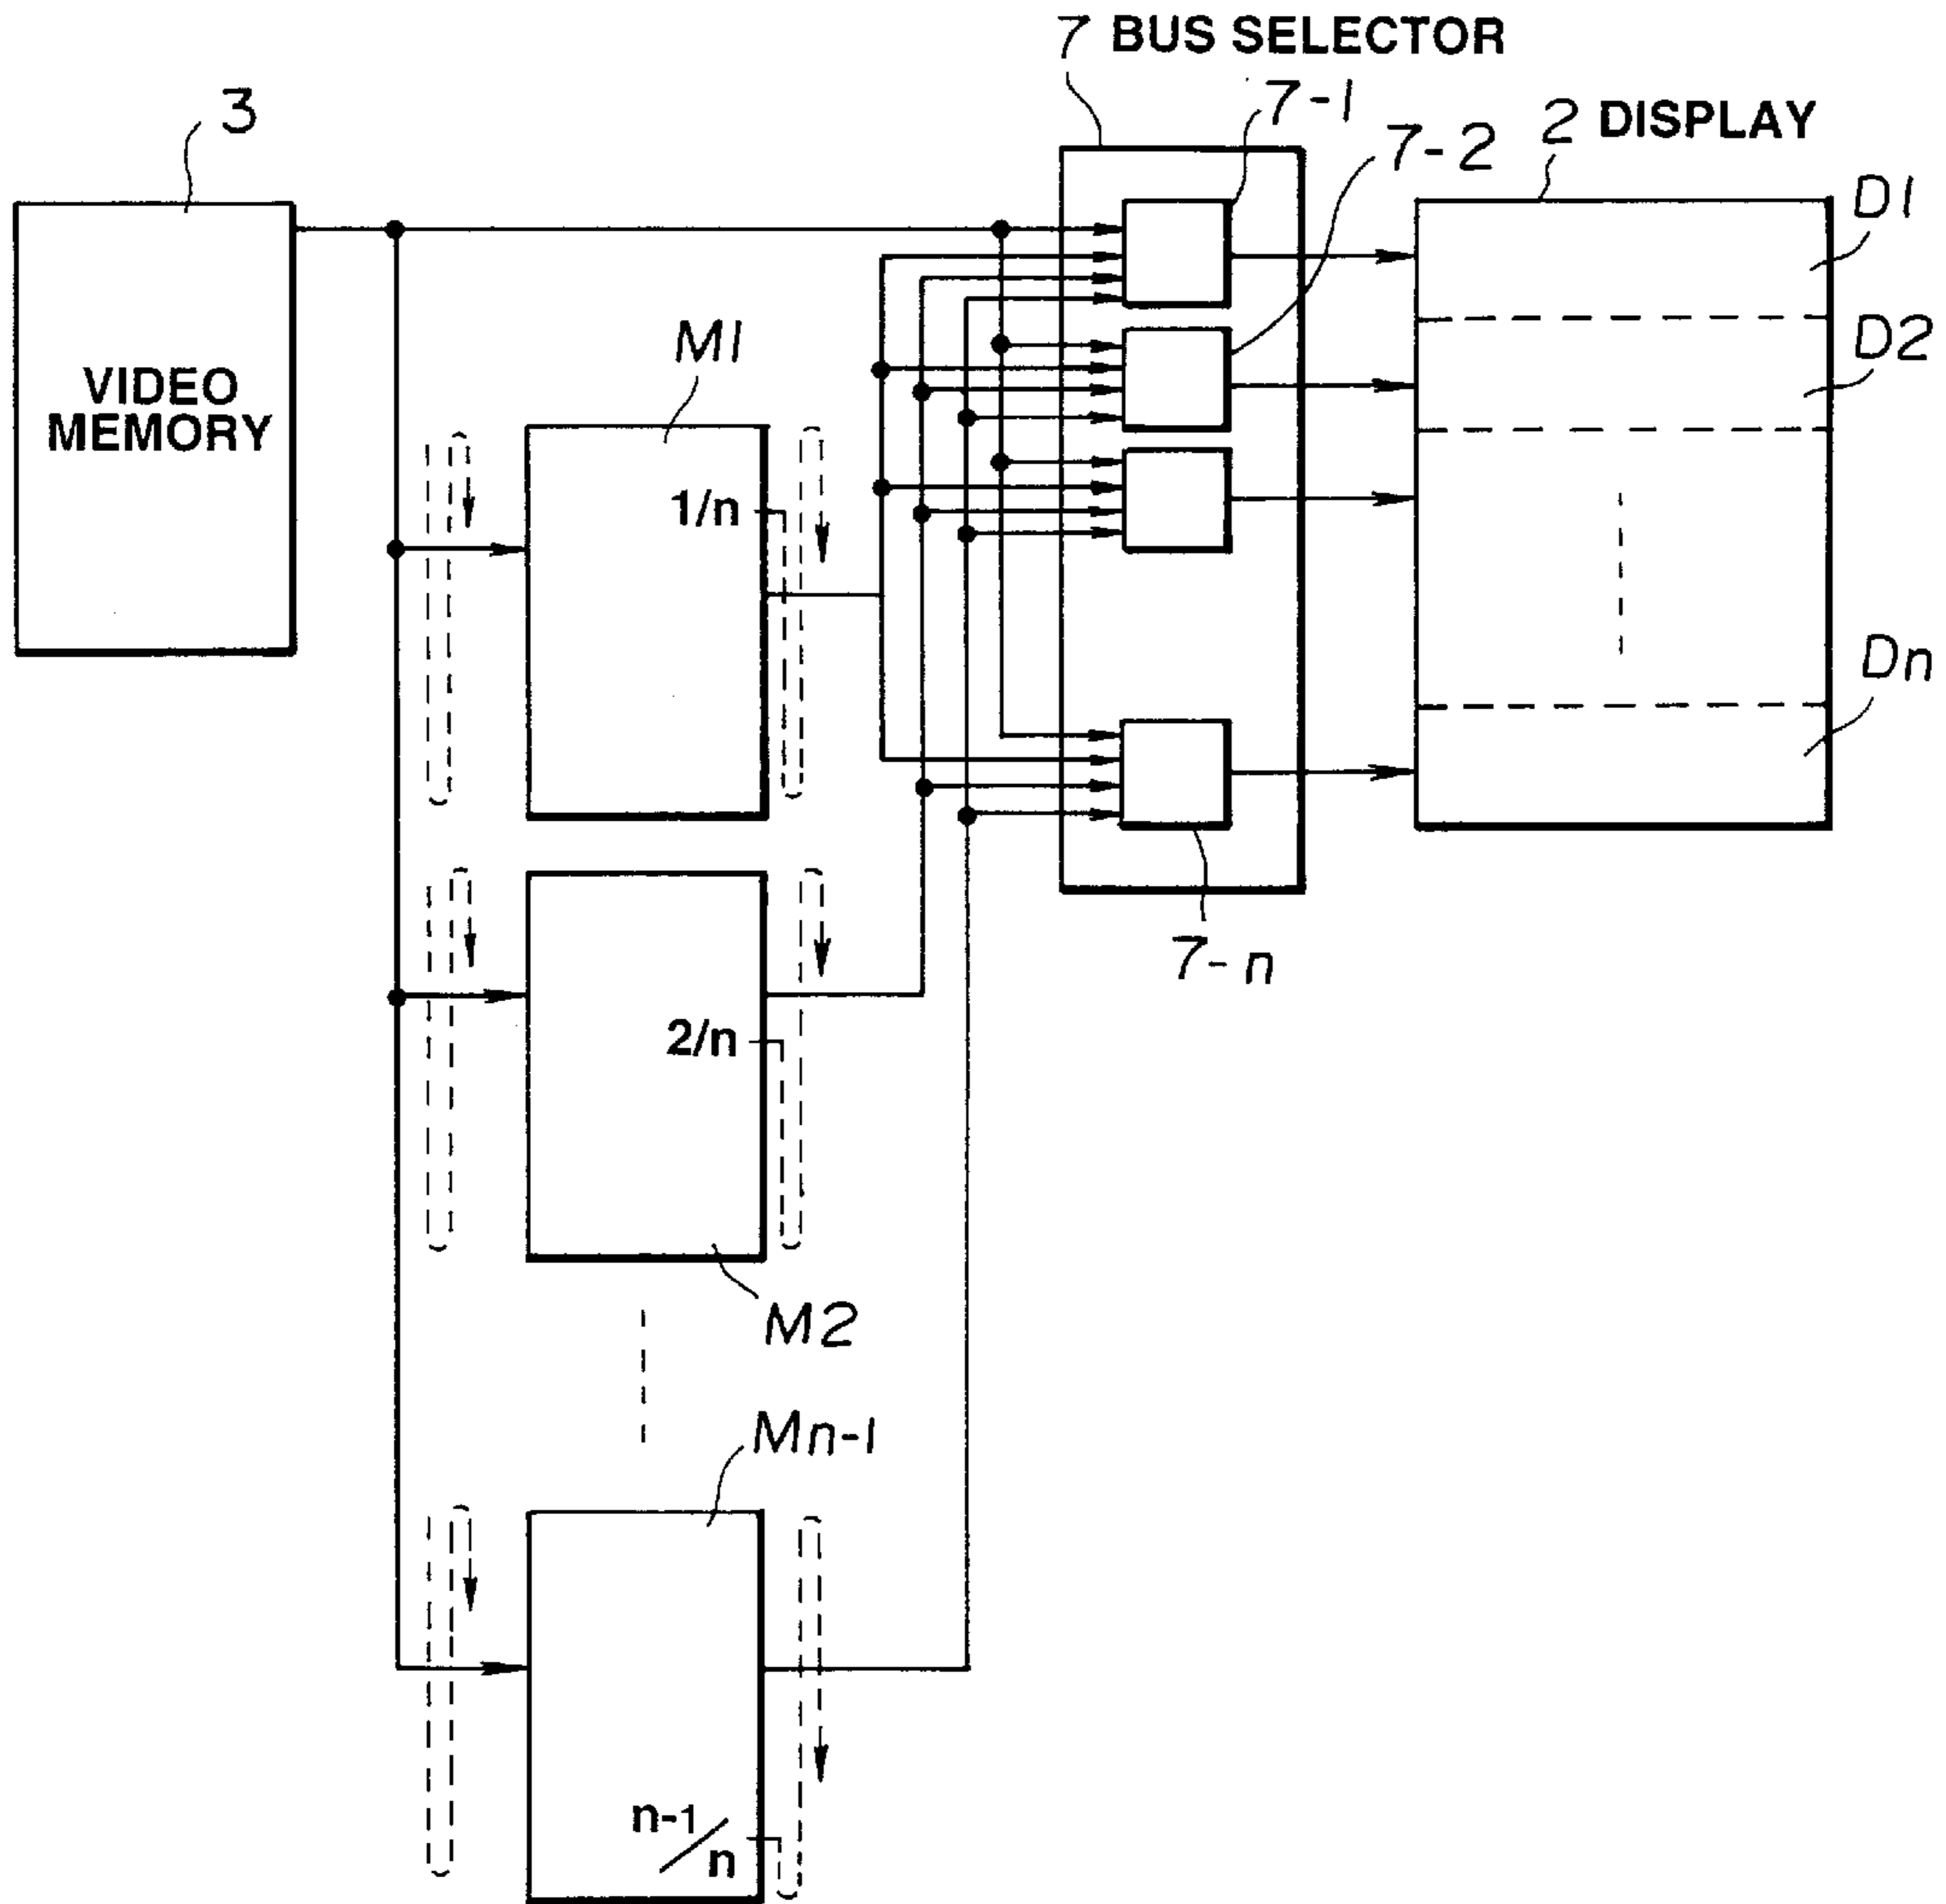 7 BUS SELECTOR
3
7-1
2 DISPLAY
7-2
D1
D2
VIDEO
MEMORY
M1
1/n
Dn
7-n
2/n
M2
Mn-1
n-1/n